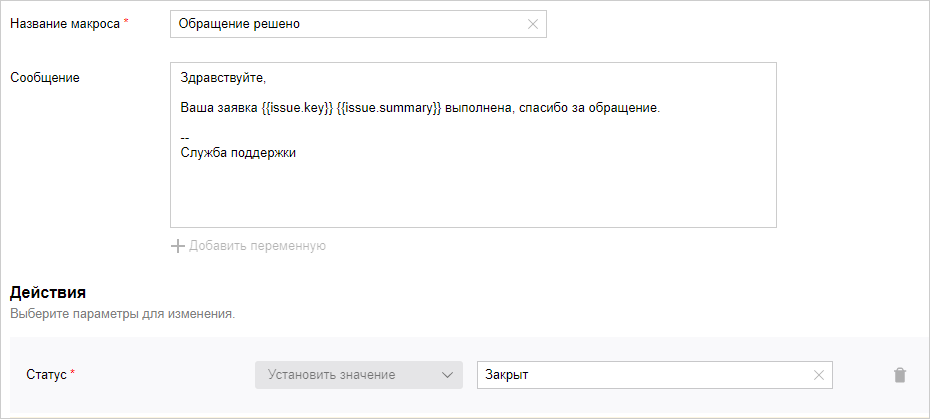 Название макроса *
Обращение решено
Сообщение
Здравствуйте,
Ваша заявка {{issue.key}} {{issue.summary}} выполнена, спасибо за обращение.
--
Служба поддержки
Добавить переменную
Действия
Выберите параметры для изменения.
Статус *
Установить значение
Закрыт